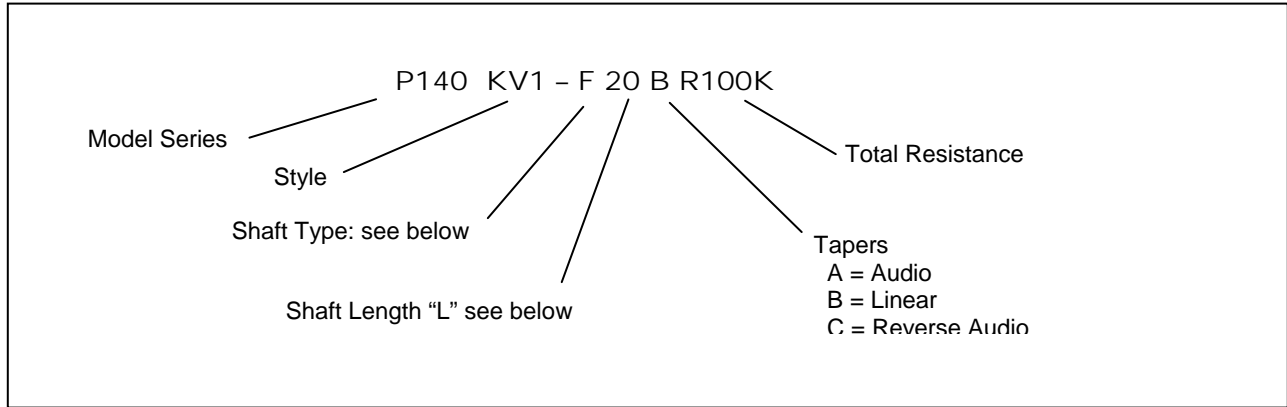 P140 KV1 – F 20 B R100K
Model Series
Total Resistance
Style
Shaft Type: see below
Tapers
A = Audio
B = Linear
Shaft Length “L” see below
C = Reverse Audio